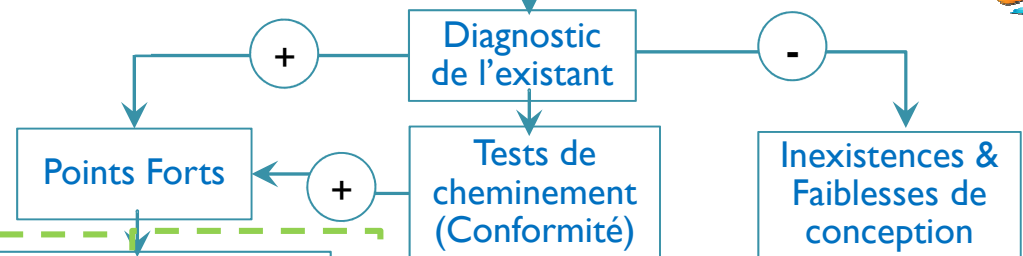 Diagnostic
de l'existant
+
-
Points Forts
+
Tests de
cheminement
(Conformité)
Inexistences &
Faiblesses de
conception